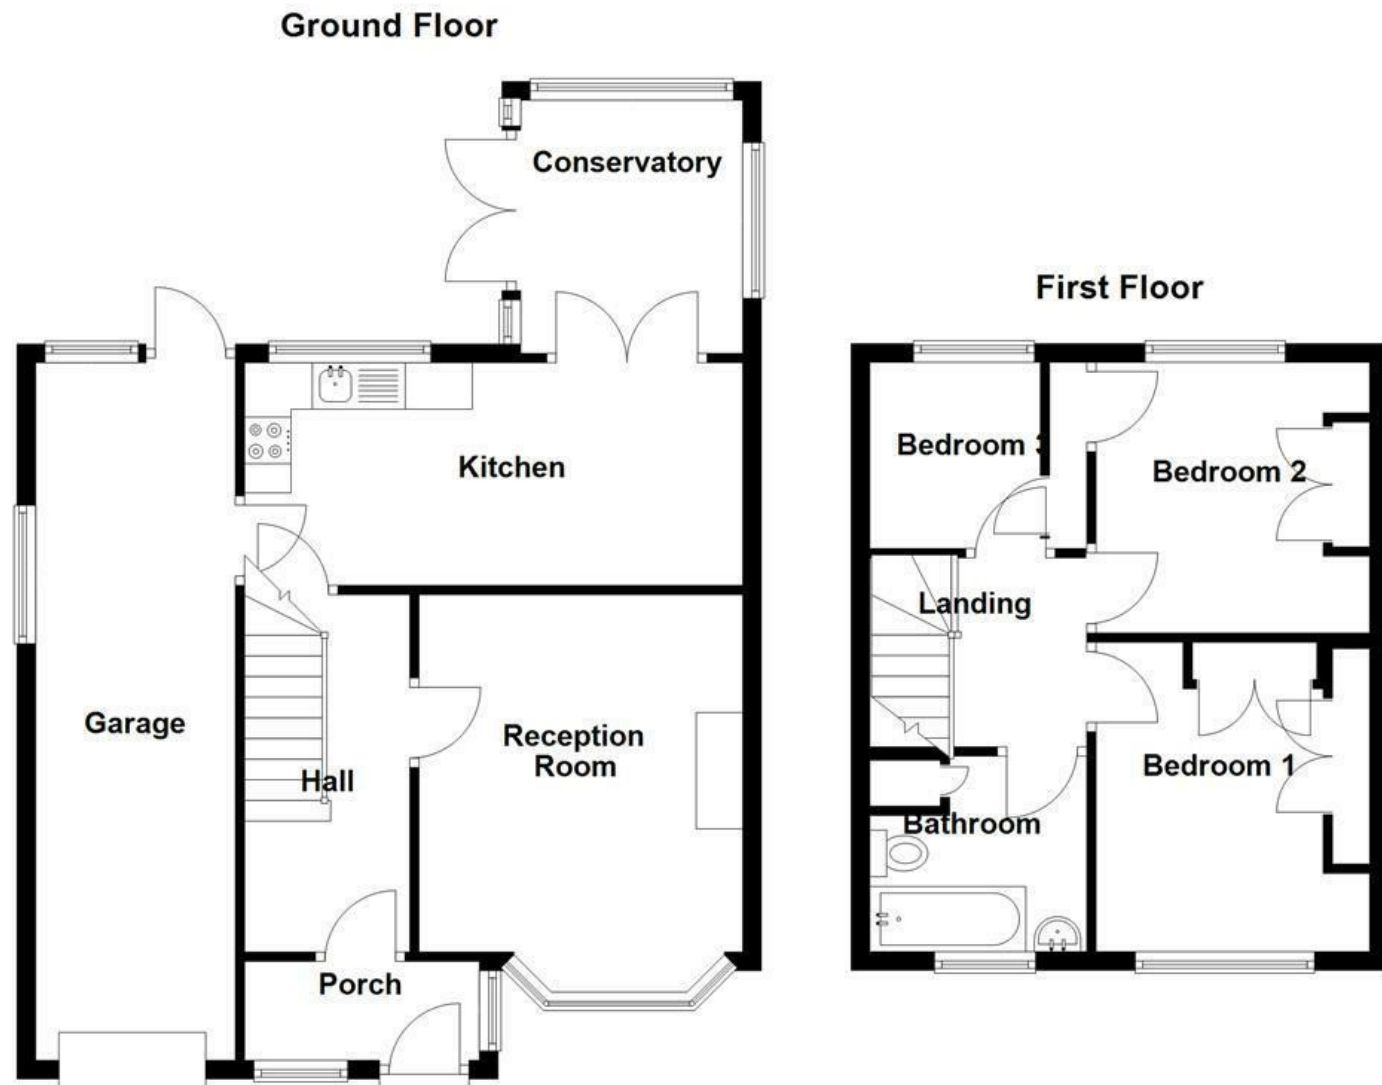 Ground Floor
Conservatory
Kitchen
Garage
Reception
Room
Hall
Porch
First Floor
Bedroom 3
Bedroom 2
Landing
Bedroom 1
Bathroom